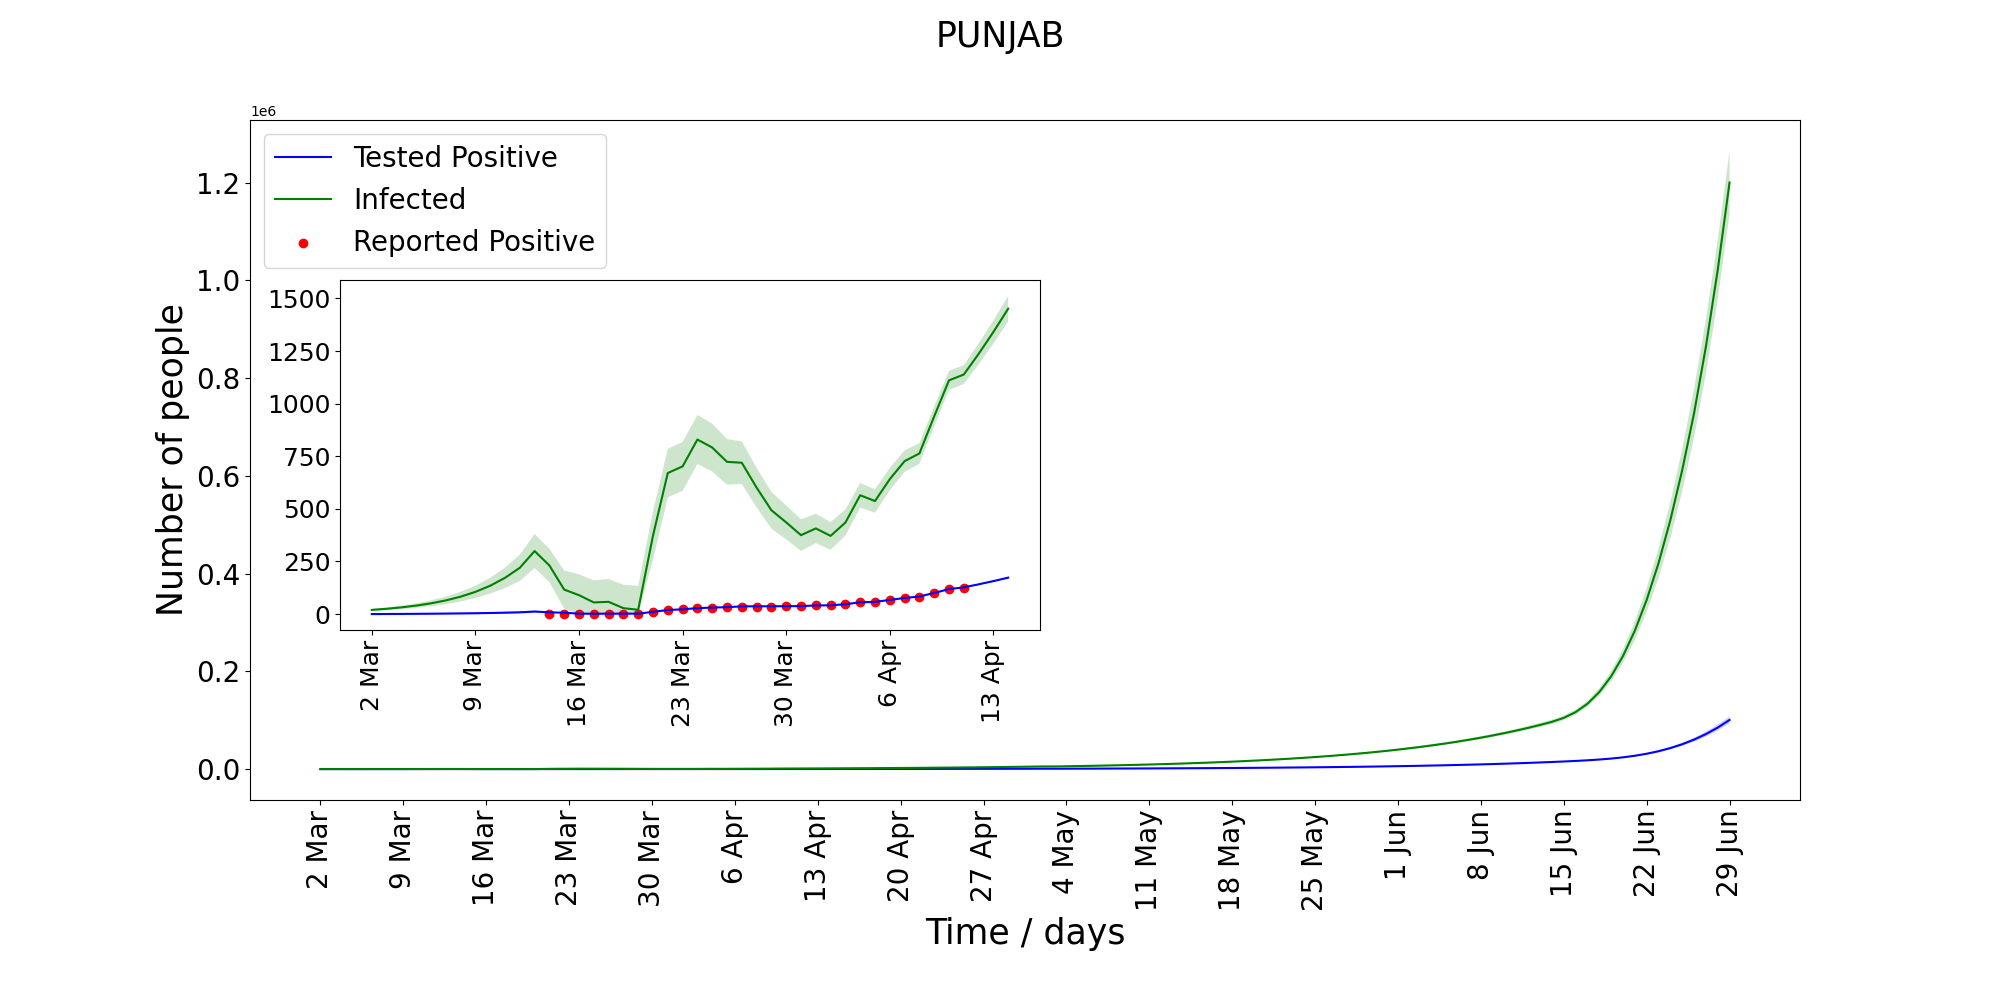 PUNJAB
1e6
Tested Positive
Infected
Reported Positive
Number of people
1.2
1.0
0.8
0.6
0.4
0.2
0.0
1500
1250
1000
750
500
250
0
2 Mar
9 Mar
16 Mar
23 Mar
30 Mar
6 Apr
13 Apr
2 Mar
9 Mar
16 Mar
23 Mar
30 Mar
6 Apr
13 Apr
20 Apr
27 Apr
4 May
11 May
18 May
25 May
1 Jun
8 Jun
15 Jun
22 Jun
29 Jun
Time / days